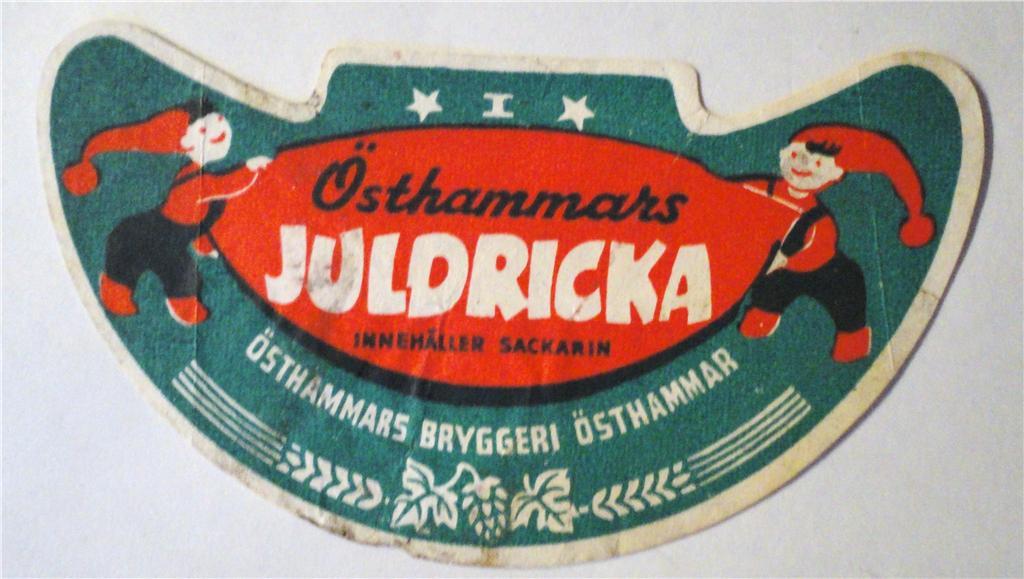 I
Östhammars
JULDRICKA
INNEHÅLLER SACKARIN
ÖSTHAMMARS BRYGGERI ÖSTHAMMAR